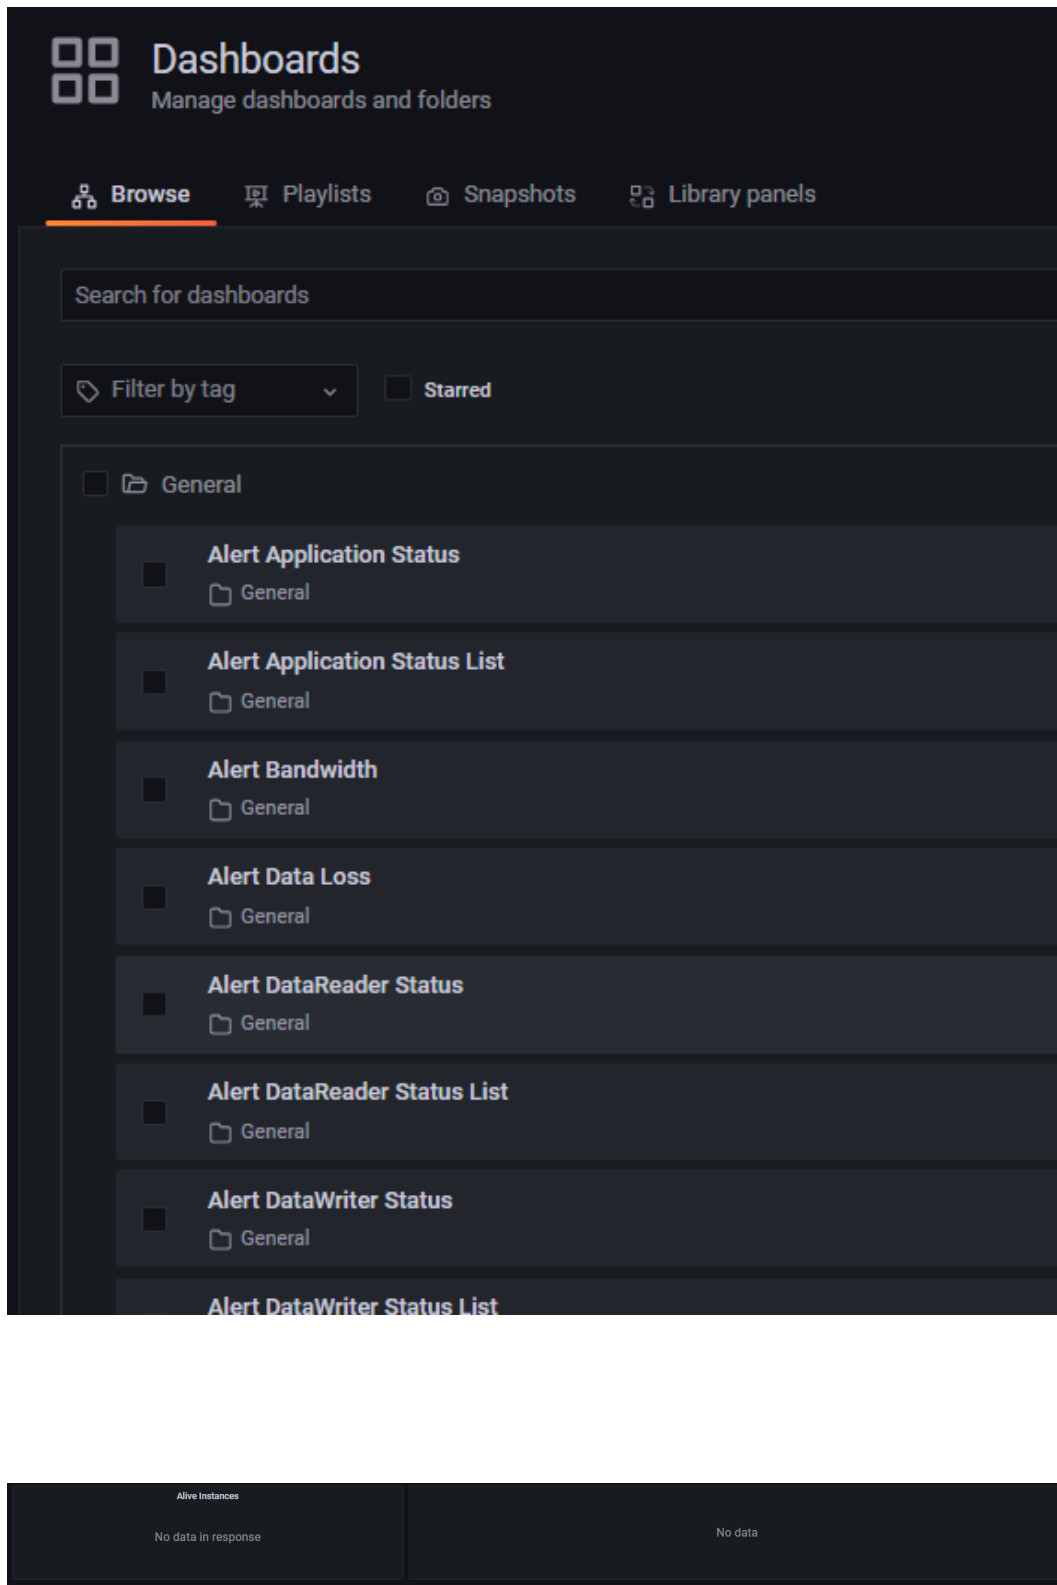 Dashboards
Manage dashboards and folders
Browse Playlists Snapshots Library panels
Search for dashboards
Filter by tag Starred
General
Alert Application Status
General
Alert Application Status List
General
Alert Bandwidth
General
Alert Data Loss
General
Alert DataReader Status
General
Alert DataReader Status List
General
Alert DataWriter Status
General
Alert DataWriter Status List
Alive Instances
No data in response
No data